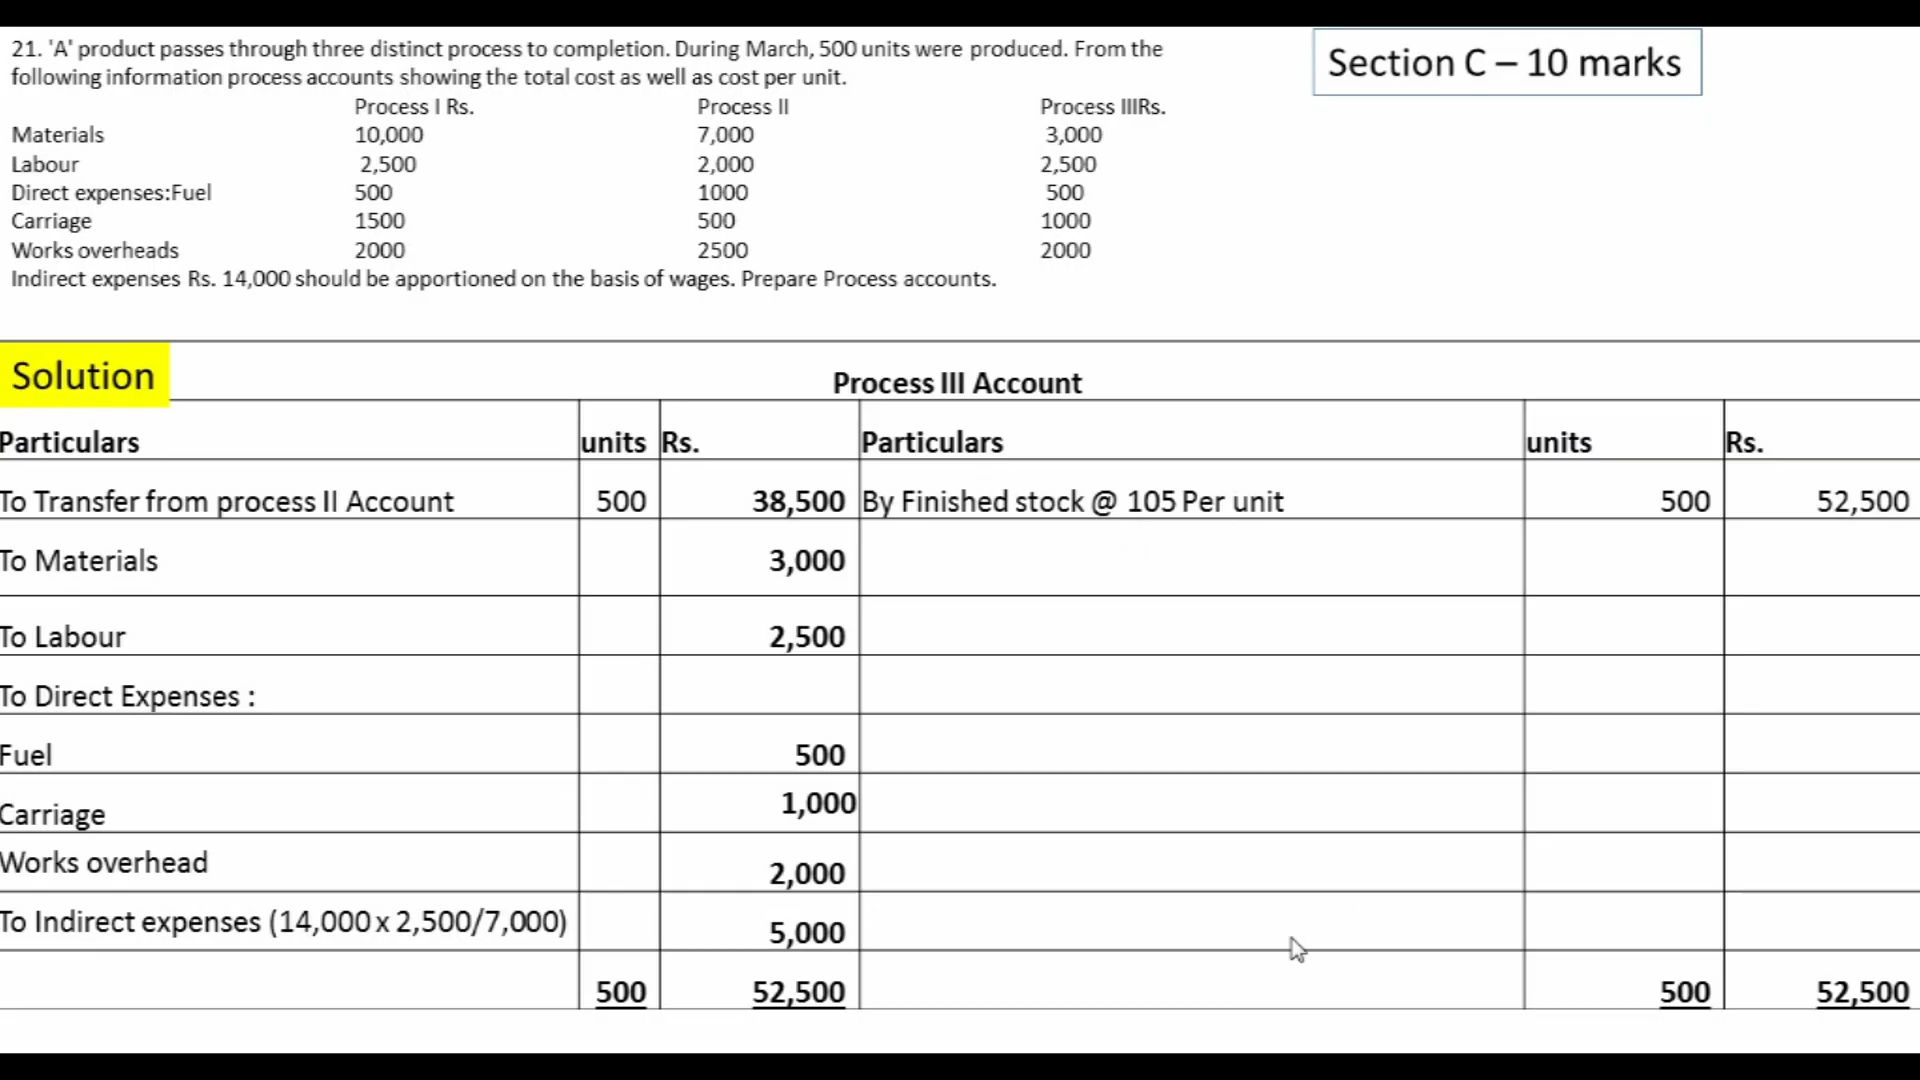 21. 'A' product passes through three distinct process to completion. During March, 500 units were produced. From the
following information process accounts showing the total cost as well as cost per unit.
Section C – 10 marks
Process I Rs. Process II Process IIIRs.
Materials 10,000 7,000 3,000
Labour 2,500 2,000 2,500
Direct expenses:Fuel 500 1000 500
Carriage 1500 500 1000
Works overheads 2000 2500 2000
Indirect expenses Rs. 14,000 should be apportioned on the basis of wages. Prepare Process accounts.
Solution
Process III Account
Particulars units Rs. Particulars units Rs.
To Transfer from process II Account 500 38,500 By Finished stock @ 105 Per unit 500 52,500
To Materials 3,000
To Labour 2,500
To Direct Expenses :
Fuel 500
Carriage 1,000
Works overhead 2,000
To Indirect expenses (14,000 x 2,500/7,000) 5,000
500 52,500 500 52,500